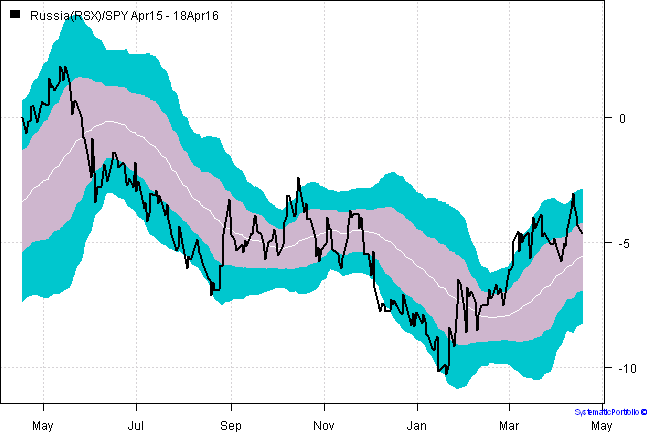 Russia(RSX)/SPY Apr15 - 18Apr16
0
-5
-10
SystematicPortfolio ©
May Jul Sep Nov Jan Mar May